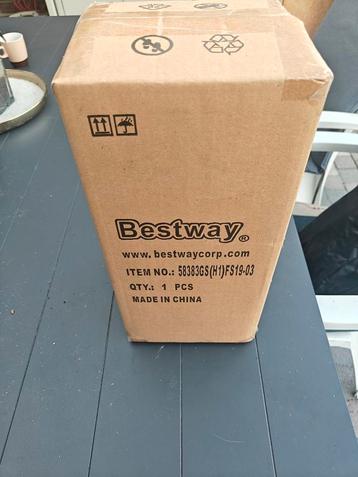 Bestway®
www.bestwaycorp.com
ITEM NO.: 58383GS(H1)FS19-03
QTY.: 1 PCS
MADE IN CHINA